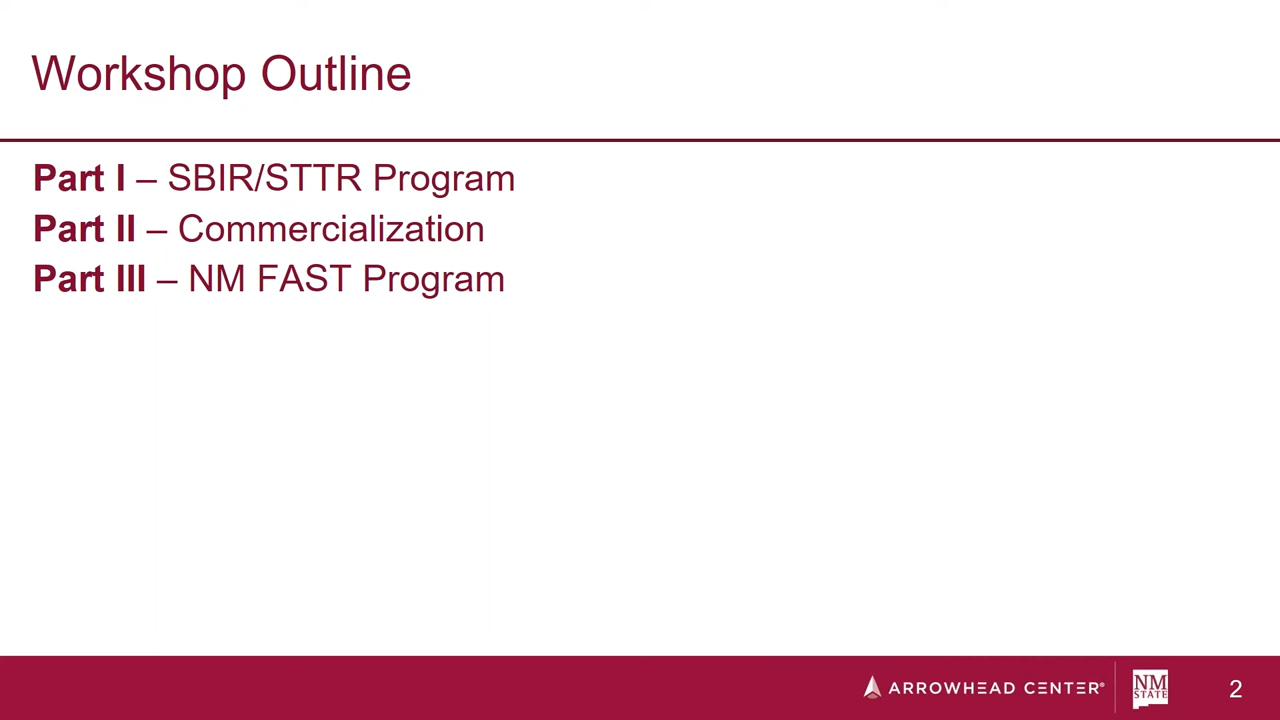 Workshop Outline
Part I – SBIR/STTR Program
Part II – Commercialization
Part III – NM FAST Program
ARROWHEAD CENTER®
NM
STATE
2